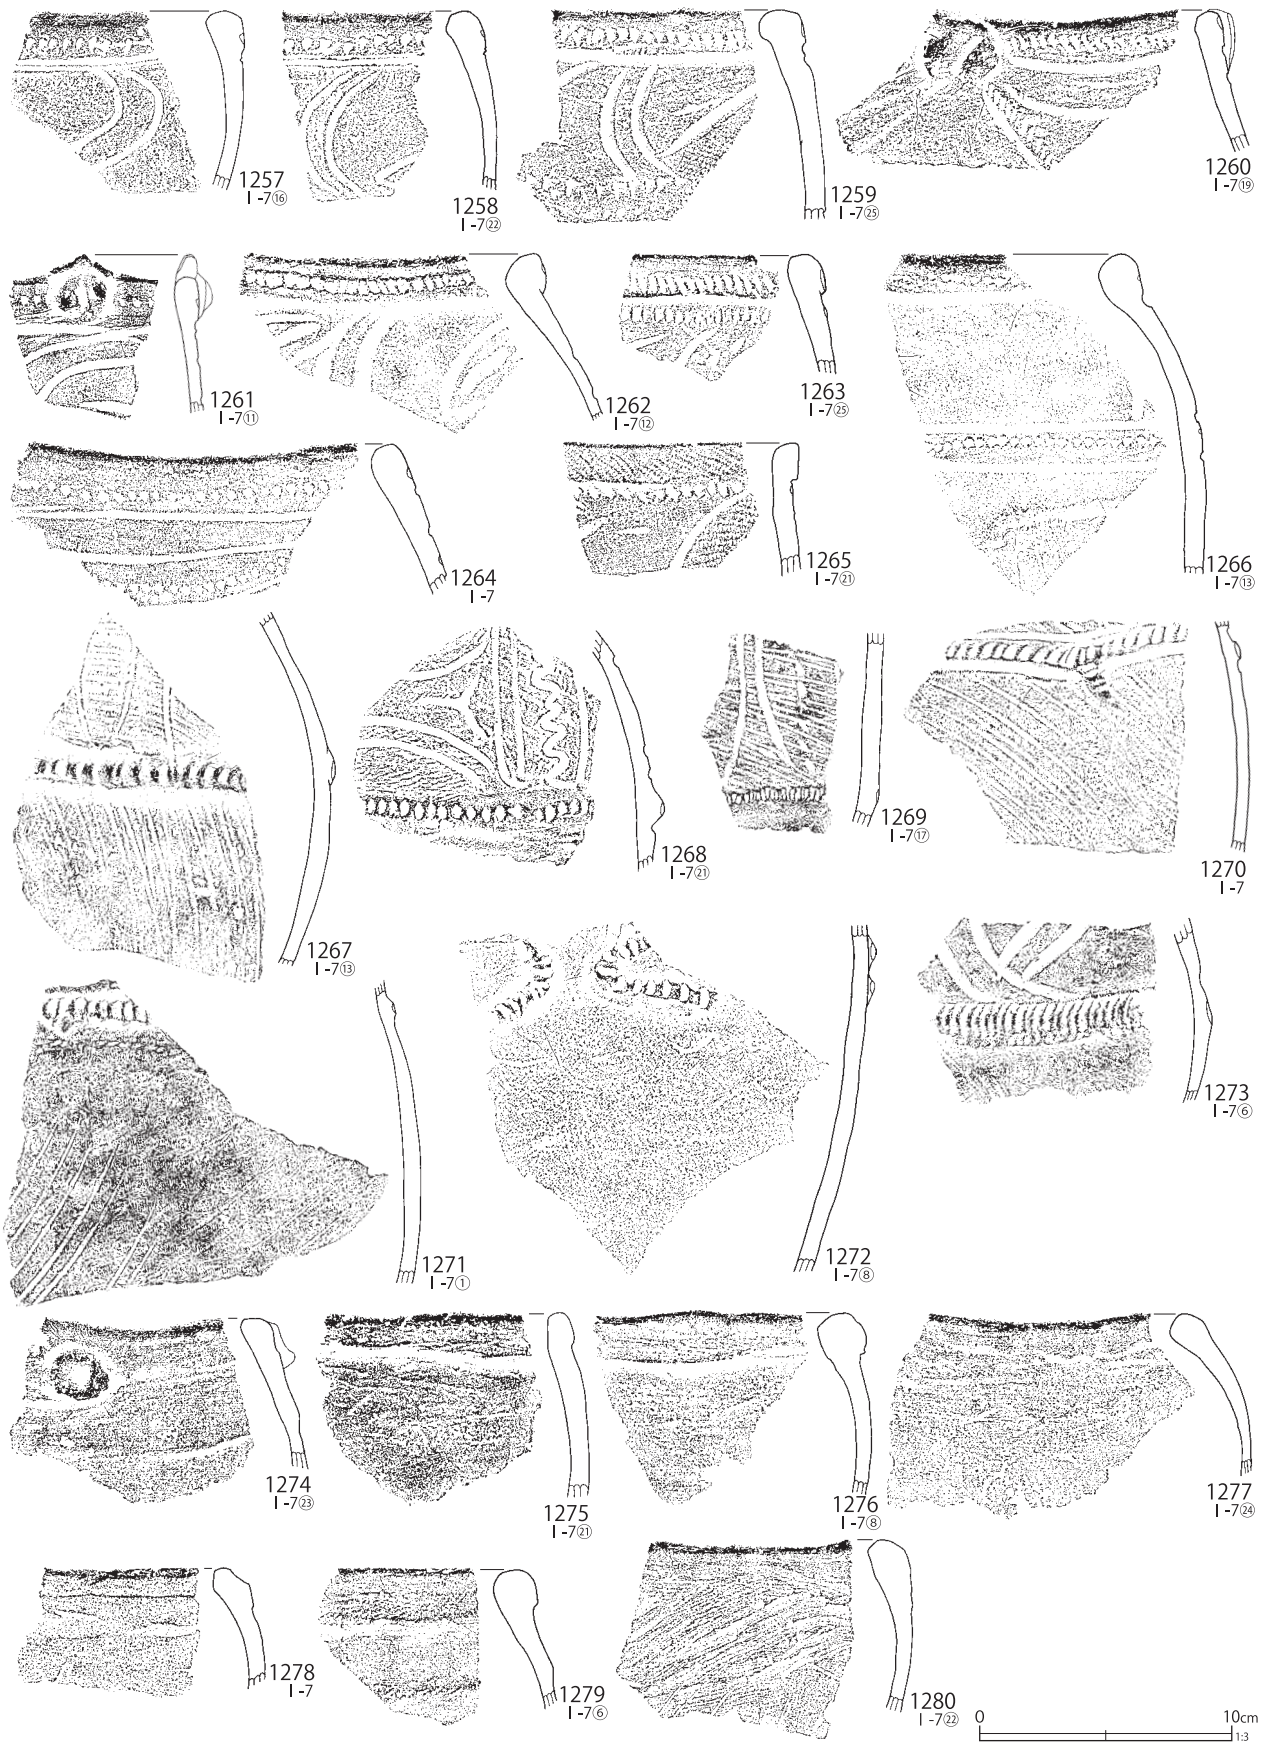 1257
I -7⑯
1258
I -7㉒
1259
I -7㉕
1260
I -7⑲
1261
I -7⑪
1262
I -7⑫
1263
I -7㉕
1264
I -7
1265
I -7㉑
1266
I -7⑬
1267
I -7⑬
1268
I -7㉑
1269
I -7⑰
1270
I -7
1271
I -7①
1272
I -7⑧
1273
I -7⑥
1274
I -7㉓
1275
I -7㉑
1276
I -7⑧
1277
I -7㉔
1278
I -7
1279
I -7⑥
1280
I -7㉒
0 10cm
1:3